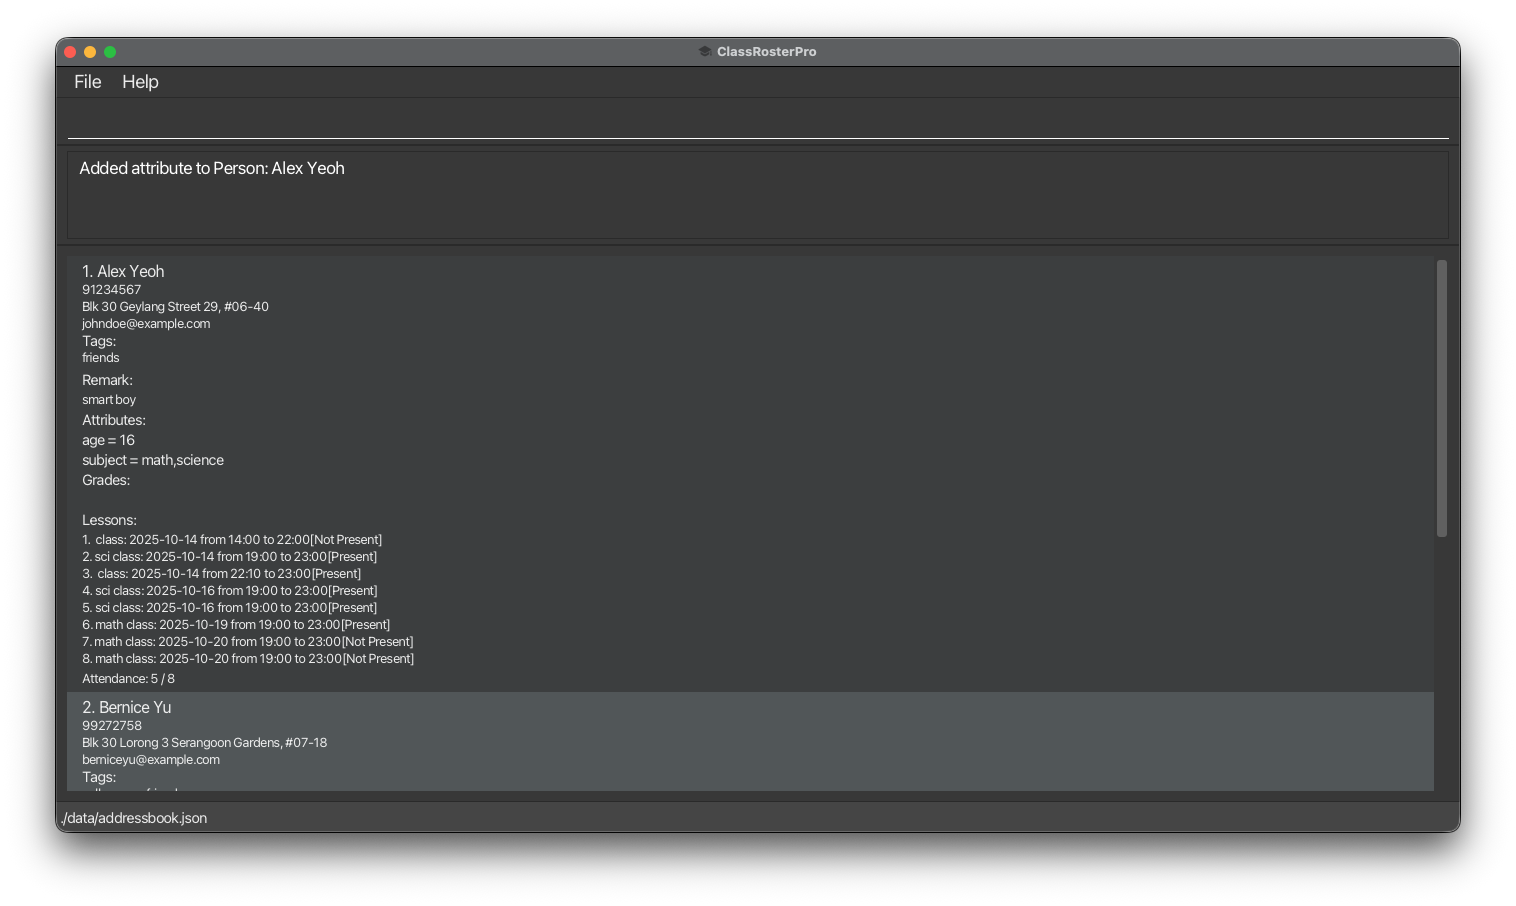 ClassRosterPro
File Help
Added attribute to Person: Alex Yeoh
1. Alex Yeoh
91234567
Blk 30 Geylang Street 29, #06-40
johndoe@example.com
Tags:
friends
Remark:
smart boy
Attributes:
age = 16
subject = math,science
Grades:
Lessons:
1. class: 2025-10-14 from 14:00 to 22:00[Not Present]
2. sci class: 2025-10-14 from 19:00 to 23:00[Present]
3. class: 2025-10-14 from 22:10 to 23:00[Present]
4. sci class: 2025-10-16 from 19:00 to 23:00[Present]
5. sci class: 2025-10-16 from 19:00 to 23:00[Present]
6. math class: 2025-10-19 from 19:00 to 23:00[Present]
7. math class: 2025-10-20 from 19:00 to 23:00[Not Present]
8. math class: 2025-10-20 from 19:00 to 23:00[Not Present]
Attendance: 5 / 8
2. Bernice Yu
99272758
Blk 30 Lorong 3 Serangoon Gardens, #07-18
berniceyu@example.com
Tags:
./data/addressbook.json